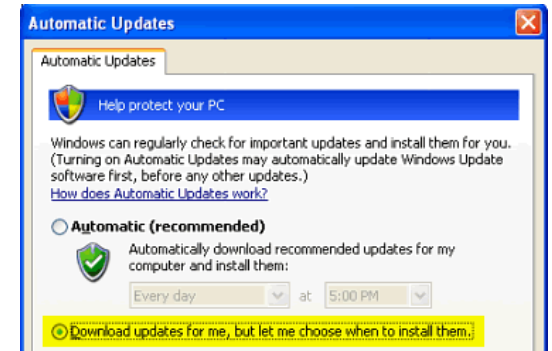 Automatic Updates
Automatic Updates
Help protect your PC
Windows can regularly check for important updates and install them for you.
(Turning on Automatic Updates may automatically update Windows Update
software first, before any other updates.)
How does Automatic Updates work?
Automatic (recommended)
Automatically download recommended updates for my
computer and install them:
Every day at 5:00 PM
Download updates for me, but let me choose when to install them.